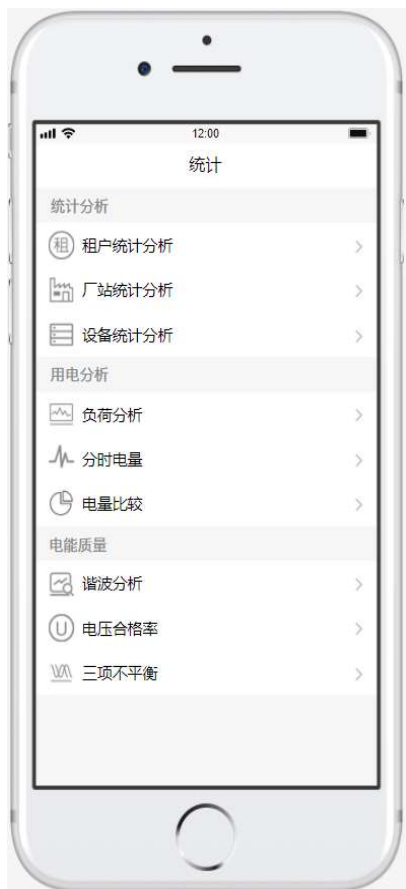 12:00
统计
统计分析
租 租户统计分析
厂站统计分析
设备统计分析
用电分析
负荷分析
分时电量
电量比较
电能质量
谐波分析
U 电压合格率
三项不平衡